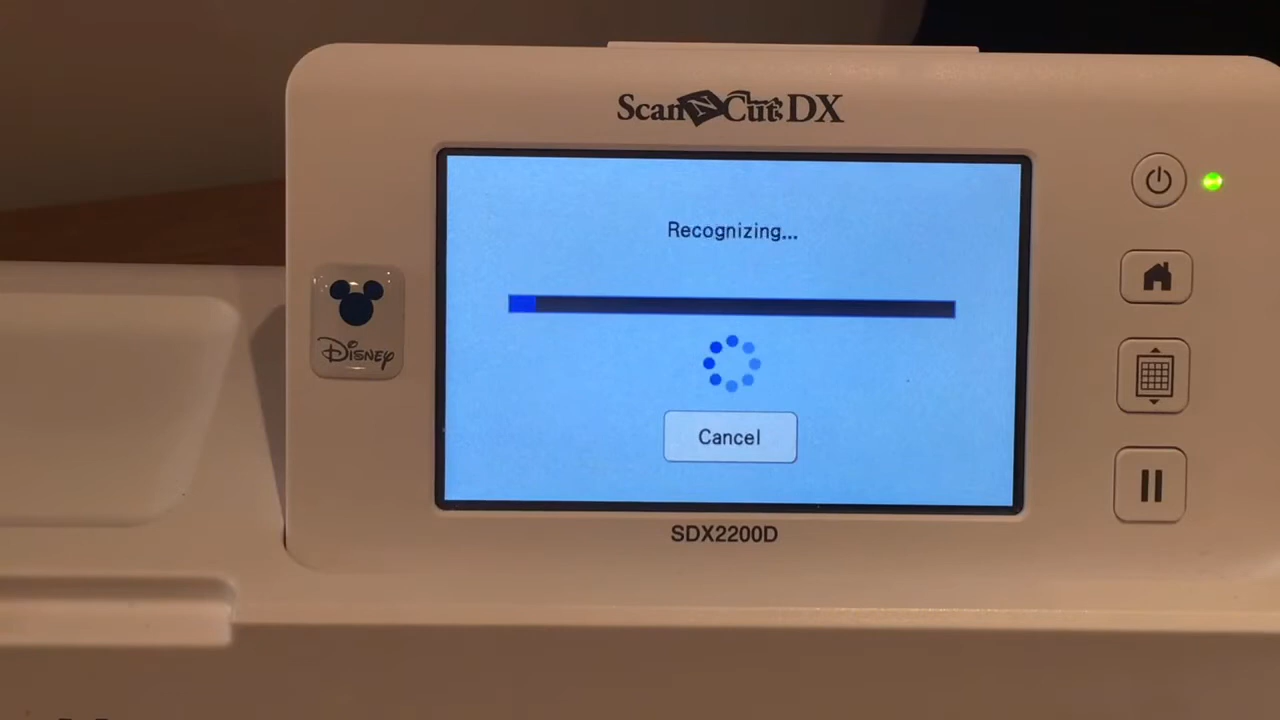 ScanNCut DX
Recognizing...
Disney
Cancel
SDX2200D